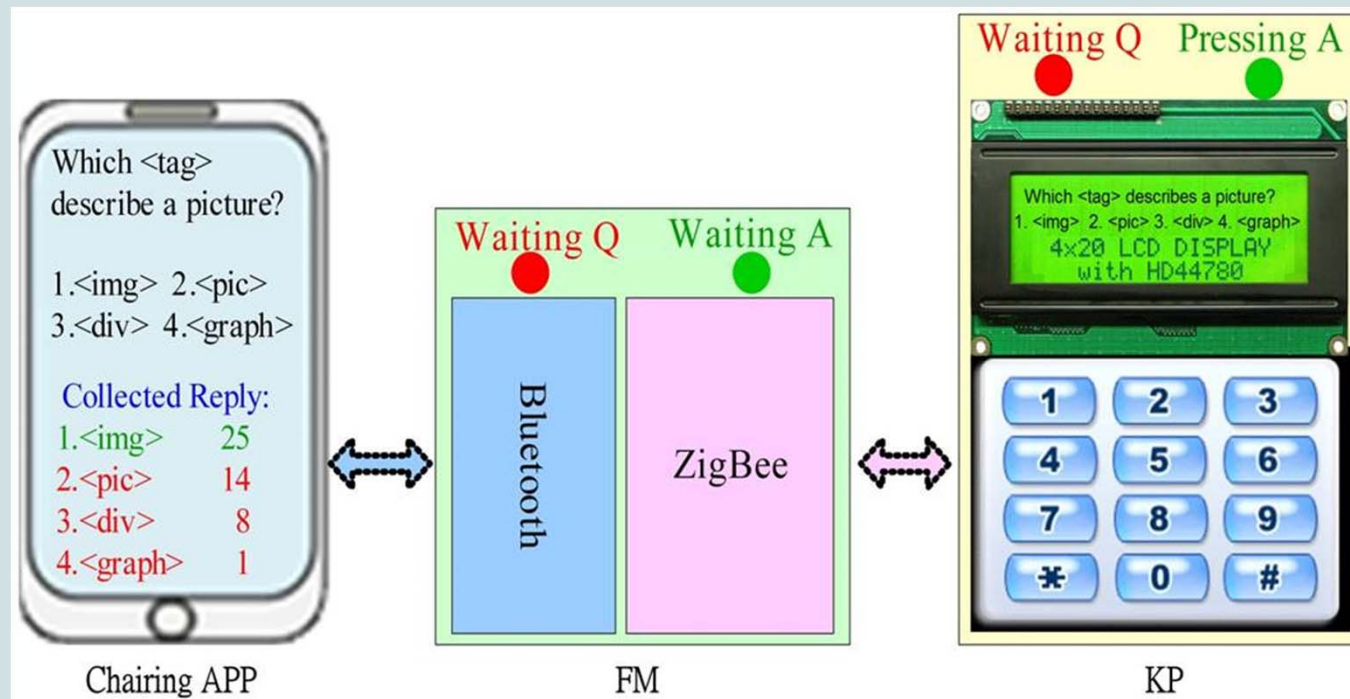 Which <tag>
describe a picture?
1.<img> 2.<pic>
3.<div> 4.<graph>
Collected Reply:
1.<img> 25
2.<pic> 14
3.<div> 8
4.<graph> 1
Chairing APP
Waiting Q Waiting A
Bluetooth
ZigBee
FM
Waiting Q Pressing A
Which <tag> describes a picture?
1. <img> 2. <pic> 3. <div> 4. <graph>
4x20 LCD DISPLAY
with HD44780
1 2 3
4 5 6
7 8 9
* 0 #
KP